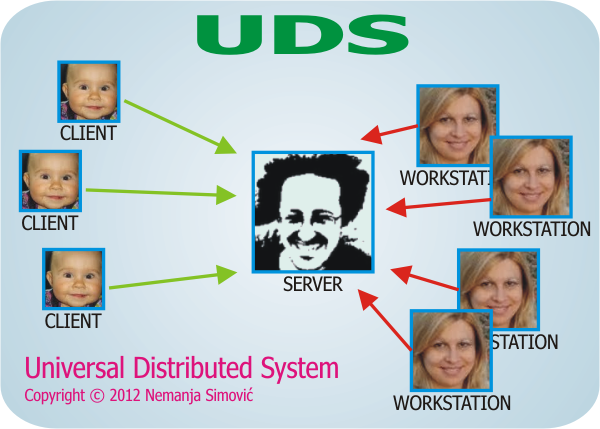 UDS
CLIENT
CLIENT
CLIENT
SERVER
WORKSTATI
WORKSTATION
STATION
WORKSTATION
Universal Distributed System
Copyright © 2012 Nemanja Simović